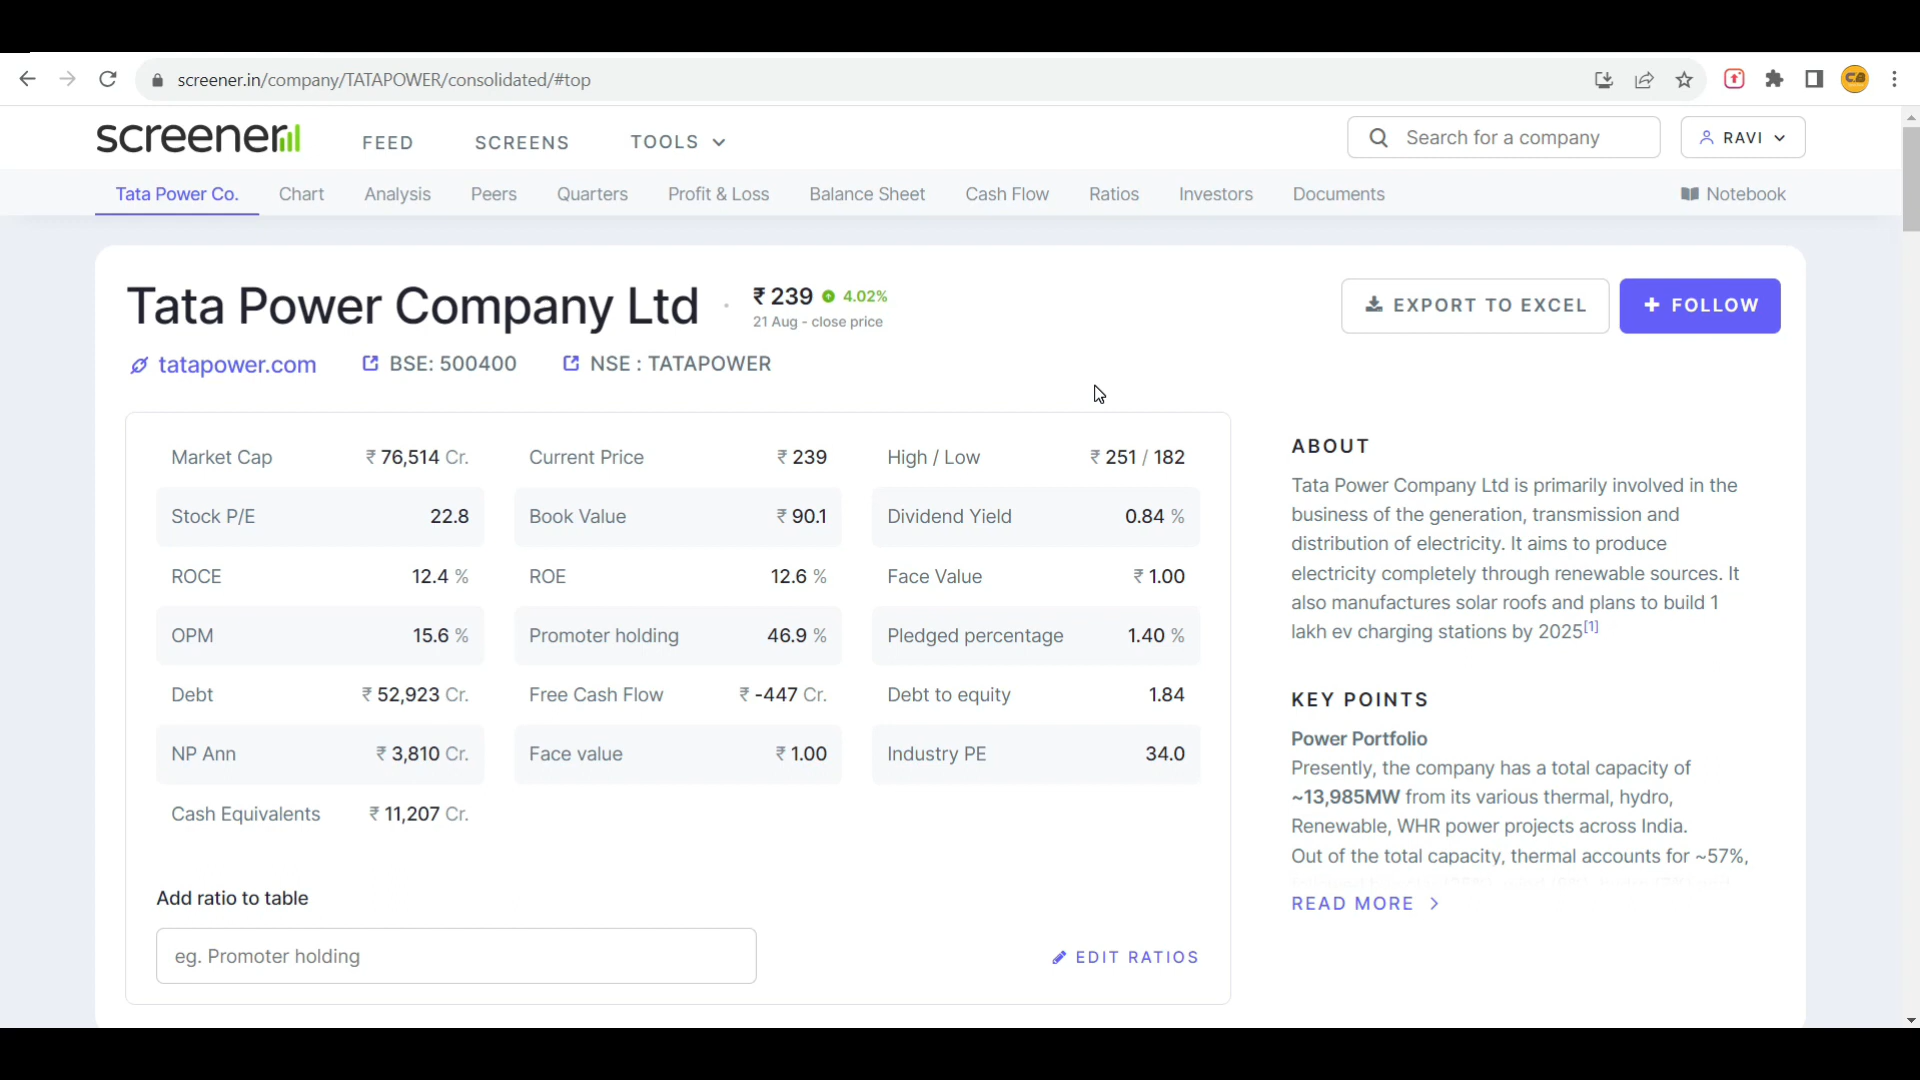 screener.in/company/TATAPOWER/consolidated/#top
CB
screener
FEED SCREENS TOOLS
Search for a company
RAVI
Tata Power Co. Chart Analysis Peers Quarters Profit & Loss Balance Sheet Cash Flow Ratios Investors Documents Notebook
Tata Power Company Ltd · ₹ 239 4.02%
21 Aug - close price
EXPORT TO EXCEL
+ FOLLOW
tatapower.com BSE: 500400 NSE : TATAPOWER
Market Cap ₹ 76,514 Cr. Current Price ₹ 239 High / Low ₹ 251 / 182
Stock P/E 22.8 Book Value ₹ 90.1 Dividend Yield 0.84 %
ROCE 12.4 % ROE 12.6 % Face Value ₹ 1.00
OPM 15.6 % Promoter holding 46.9 % Pledged percentage 1.40 %
Debt ₹ 52,923 Cr. Free Cash Flow ₹ -447 Cr. Debt to equity 1.84
NP Ann ₹ 3,810 Cr. Face value ₹ 1.00 Industry PE 34.0
Cash Equivalents ₹ 11,207 Cr.
Add ratio to table
eg. Promoter holding
EDIT RATIOS
ABOUT
Tata Power Company Ltd is primarily involved in the
business of the generation, transmission and
distribution of electricity. It aims to produce
electricity completely through renewable sources. It
also manufactures solar roofs and plans to build 1
lakh ev charging stations by 2025[1]
KEY POINTS
Power Portfolio
Presently, the company has a total capacity of
~13,985MW from its various thermal, hydro,
Renewable, WHR power projects across India.
Out of the total capacity, thermal accounts for ~57%,
READ MORE